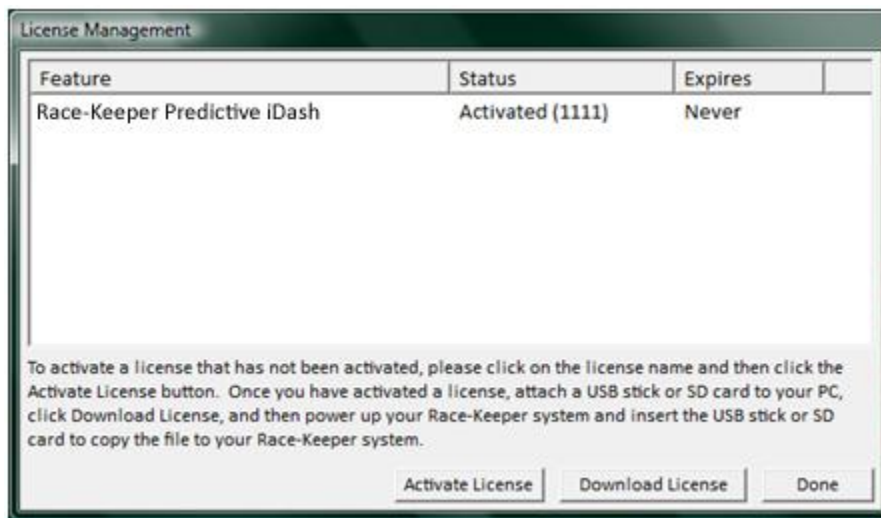 License Management
Feature Status Expires
Race-Keeper Predictive iDash Activated (1111) Never
To activate a license that has not been activated, please click on the license name and then click the
Activate License button.  Once you have activated a license, attach a USB stick or SD card to your PC,
click Download License, and then power up your Race-Keeper system and insert the USB stick or SD
card to copy the file to your Race-Keeper system.
Activate License Download License Done